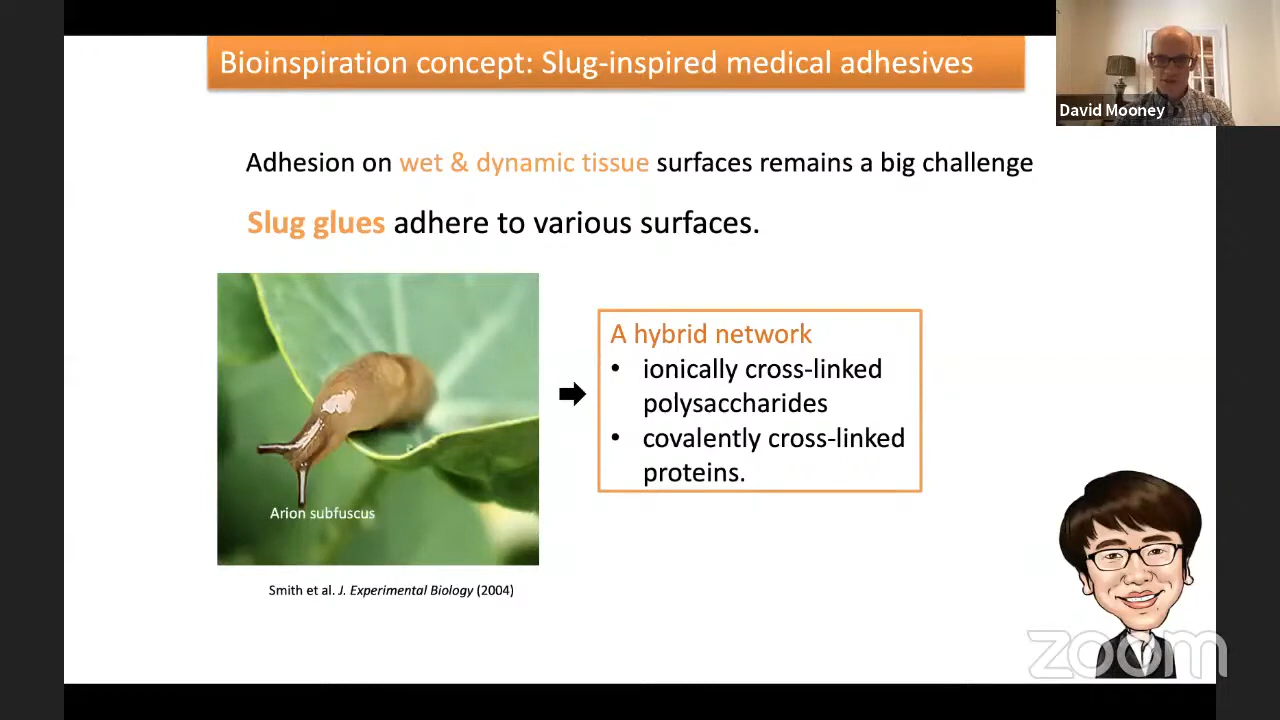 Bioinspiration concept: Slug-inspired medical adhesives
David Mooney
Adhesion on wet & dynamic tissue surfaces remains a big challenge
Slug glues adhere to various surfaces.
A hybrid network
• ionically cross-linked
polysaccharides
• covalently cross-linked
proteins.
Arion subfuscus
Smith et al. J. Experimental Biology (2004)
zoom